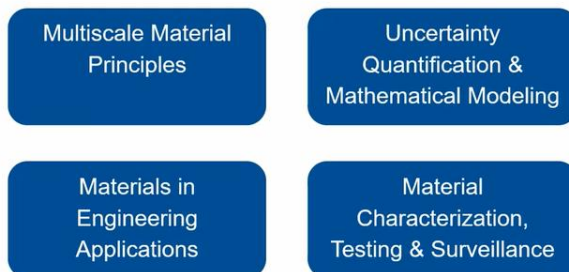 Multiscale Material
Principles
Uncertainty
Quantification &
Mathematical Modeling
Materials in
Engineering
Applications
Material
Characterization,
Testing & Surveillance